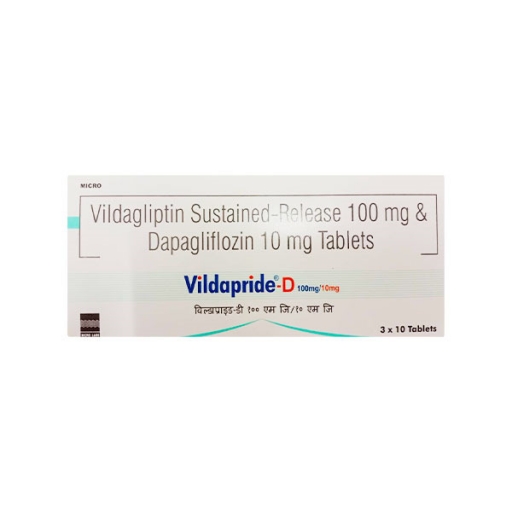 MICRO
Vildagliptin Sustained-Release 100 mg &
Dapagliflozin 10 mg Tablets
Vildapride®-D 100mg/10mg
विल्डाप्राइड-डी १०० एम जि/१० एम जि
3 x 10 Tablets